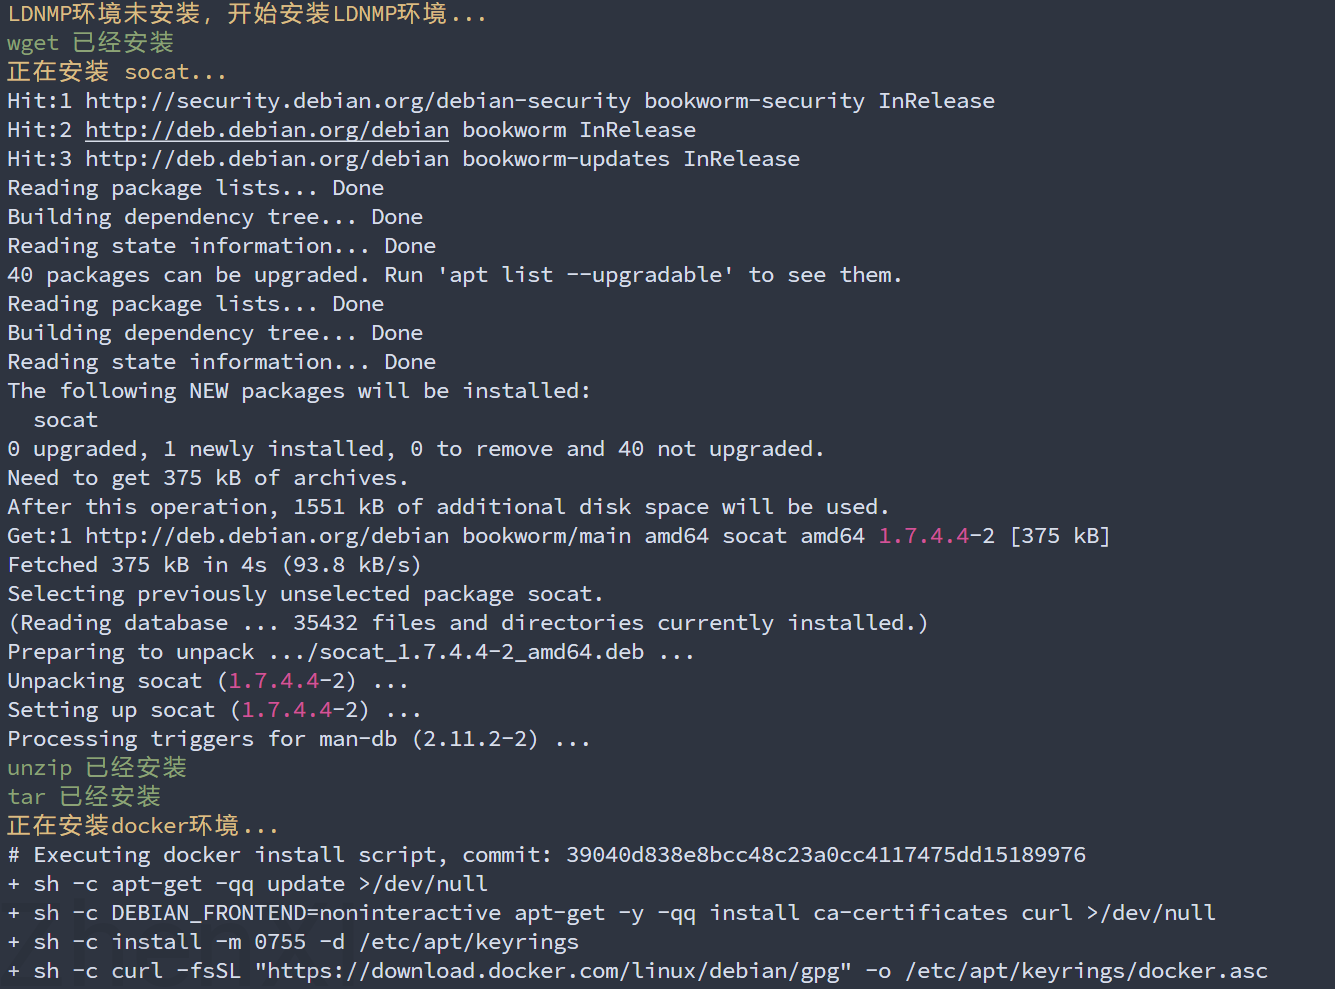 LDNMP环境未安装，开始安装LDNMP环境...
wget 已经安装
正在安装 socat...
Hit:1 http://security.debian.org/debian-security bookworm-security InRelease
Hit:2 http://deb.debian.org/debian bookworm InRelease
Hit:3 http://deb.debian.org/debian bookworm-updates InRelease
Reading package lists... Done
Building dependency tree... Done
Reading state information... Done
40 packages can be upgraded. Run 'apt list --upgradable' to see them.
Reading package lists... Done
Building dependency tree... Done
Reading state information... Done
The following NEW packages will be installed:
  socat
0 upgraded, 1 newly installed, 0 to remove and 40 not upgraded.
Need to get 375 kB of archives.
After this operation, 1551 kB of additional disk space will be used.
Get:1 http://deb.debian.org/debian bookworm/main amd64 socat amd64 1.7.4.4-2 [375 kB]
Fetched 375 kB in 4s (93.8 kB/s)
Selecting previously unselected package socat.
(Reading database ... 35432 files and directories currently installed.)
Preparing to unpack .../socat_1.7.4.4-2_amd64.deb ...
Unpacking socat (1.7.4.4-2) ...
Setting up socat (1.7.4.4-2) ...
Processing triggers for man-db (2.11.2-2) ...
unzip 已经安装
tar 已经安装
正在安装docker环境...
# Executing docker install script, commit: 39040d838e8bcc48c23a0cc4117475dd15189976
+ sh -c apt-get -qq update >/dev/null
+ sh -c DEBIAN_FRONTEND=noninteractive apt-get -y -qq install ca-certificates curl >/dev/null
+ sh -c install -m 0755 -d /etc/apt/keyrings
+ sh -c curl -fsSL "https://download.docker.com/linux/debian/gpg" -o /etc/apt/keyrings/docker.asc